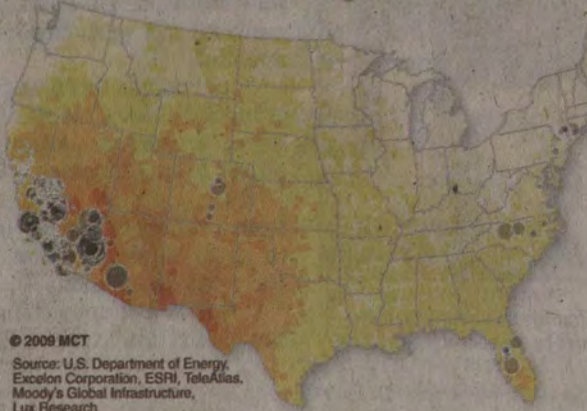 © 2009 MCT
Source: U.S. Department of Energy,
Excelon Corporation, ESRI, TeleAtlas,
Moody's Global Infrastructure,
Lux Research